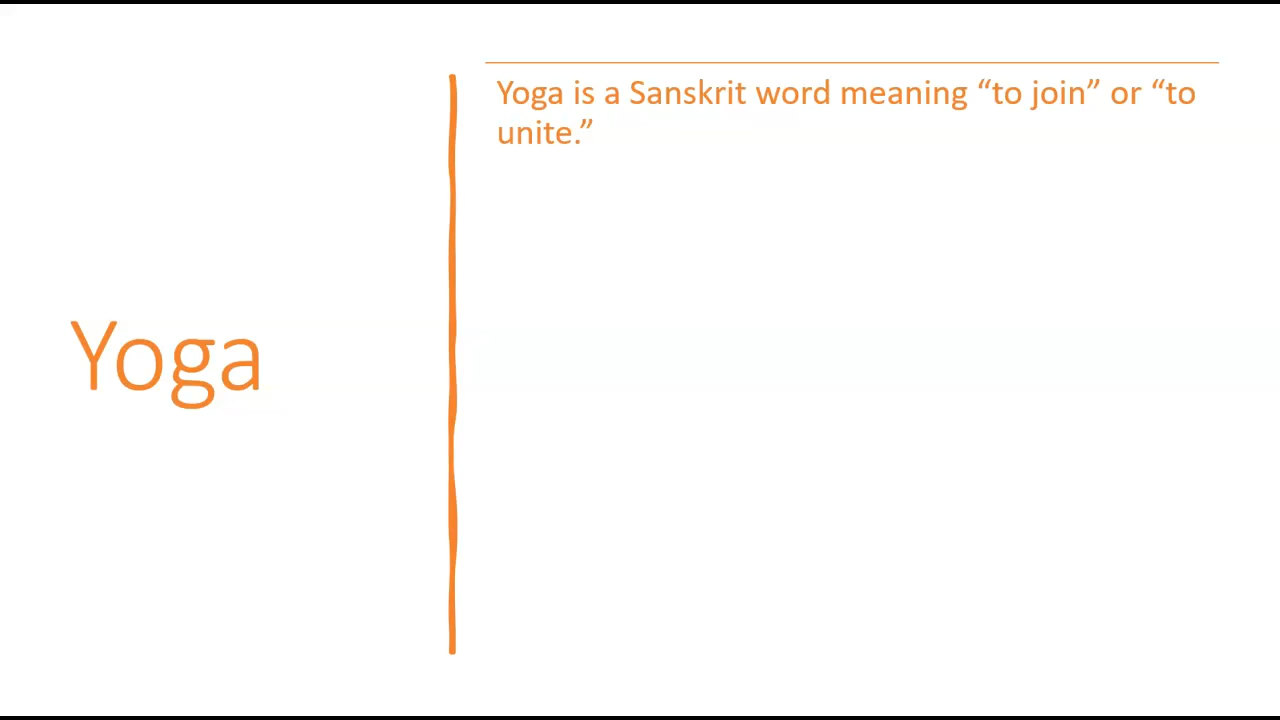 Yoga
Yoga is a Sanskrit word meaning “to join” or “to
unite.”